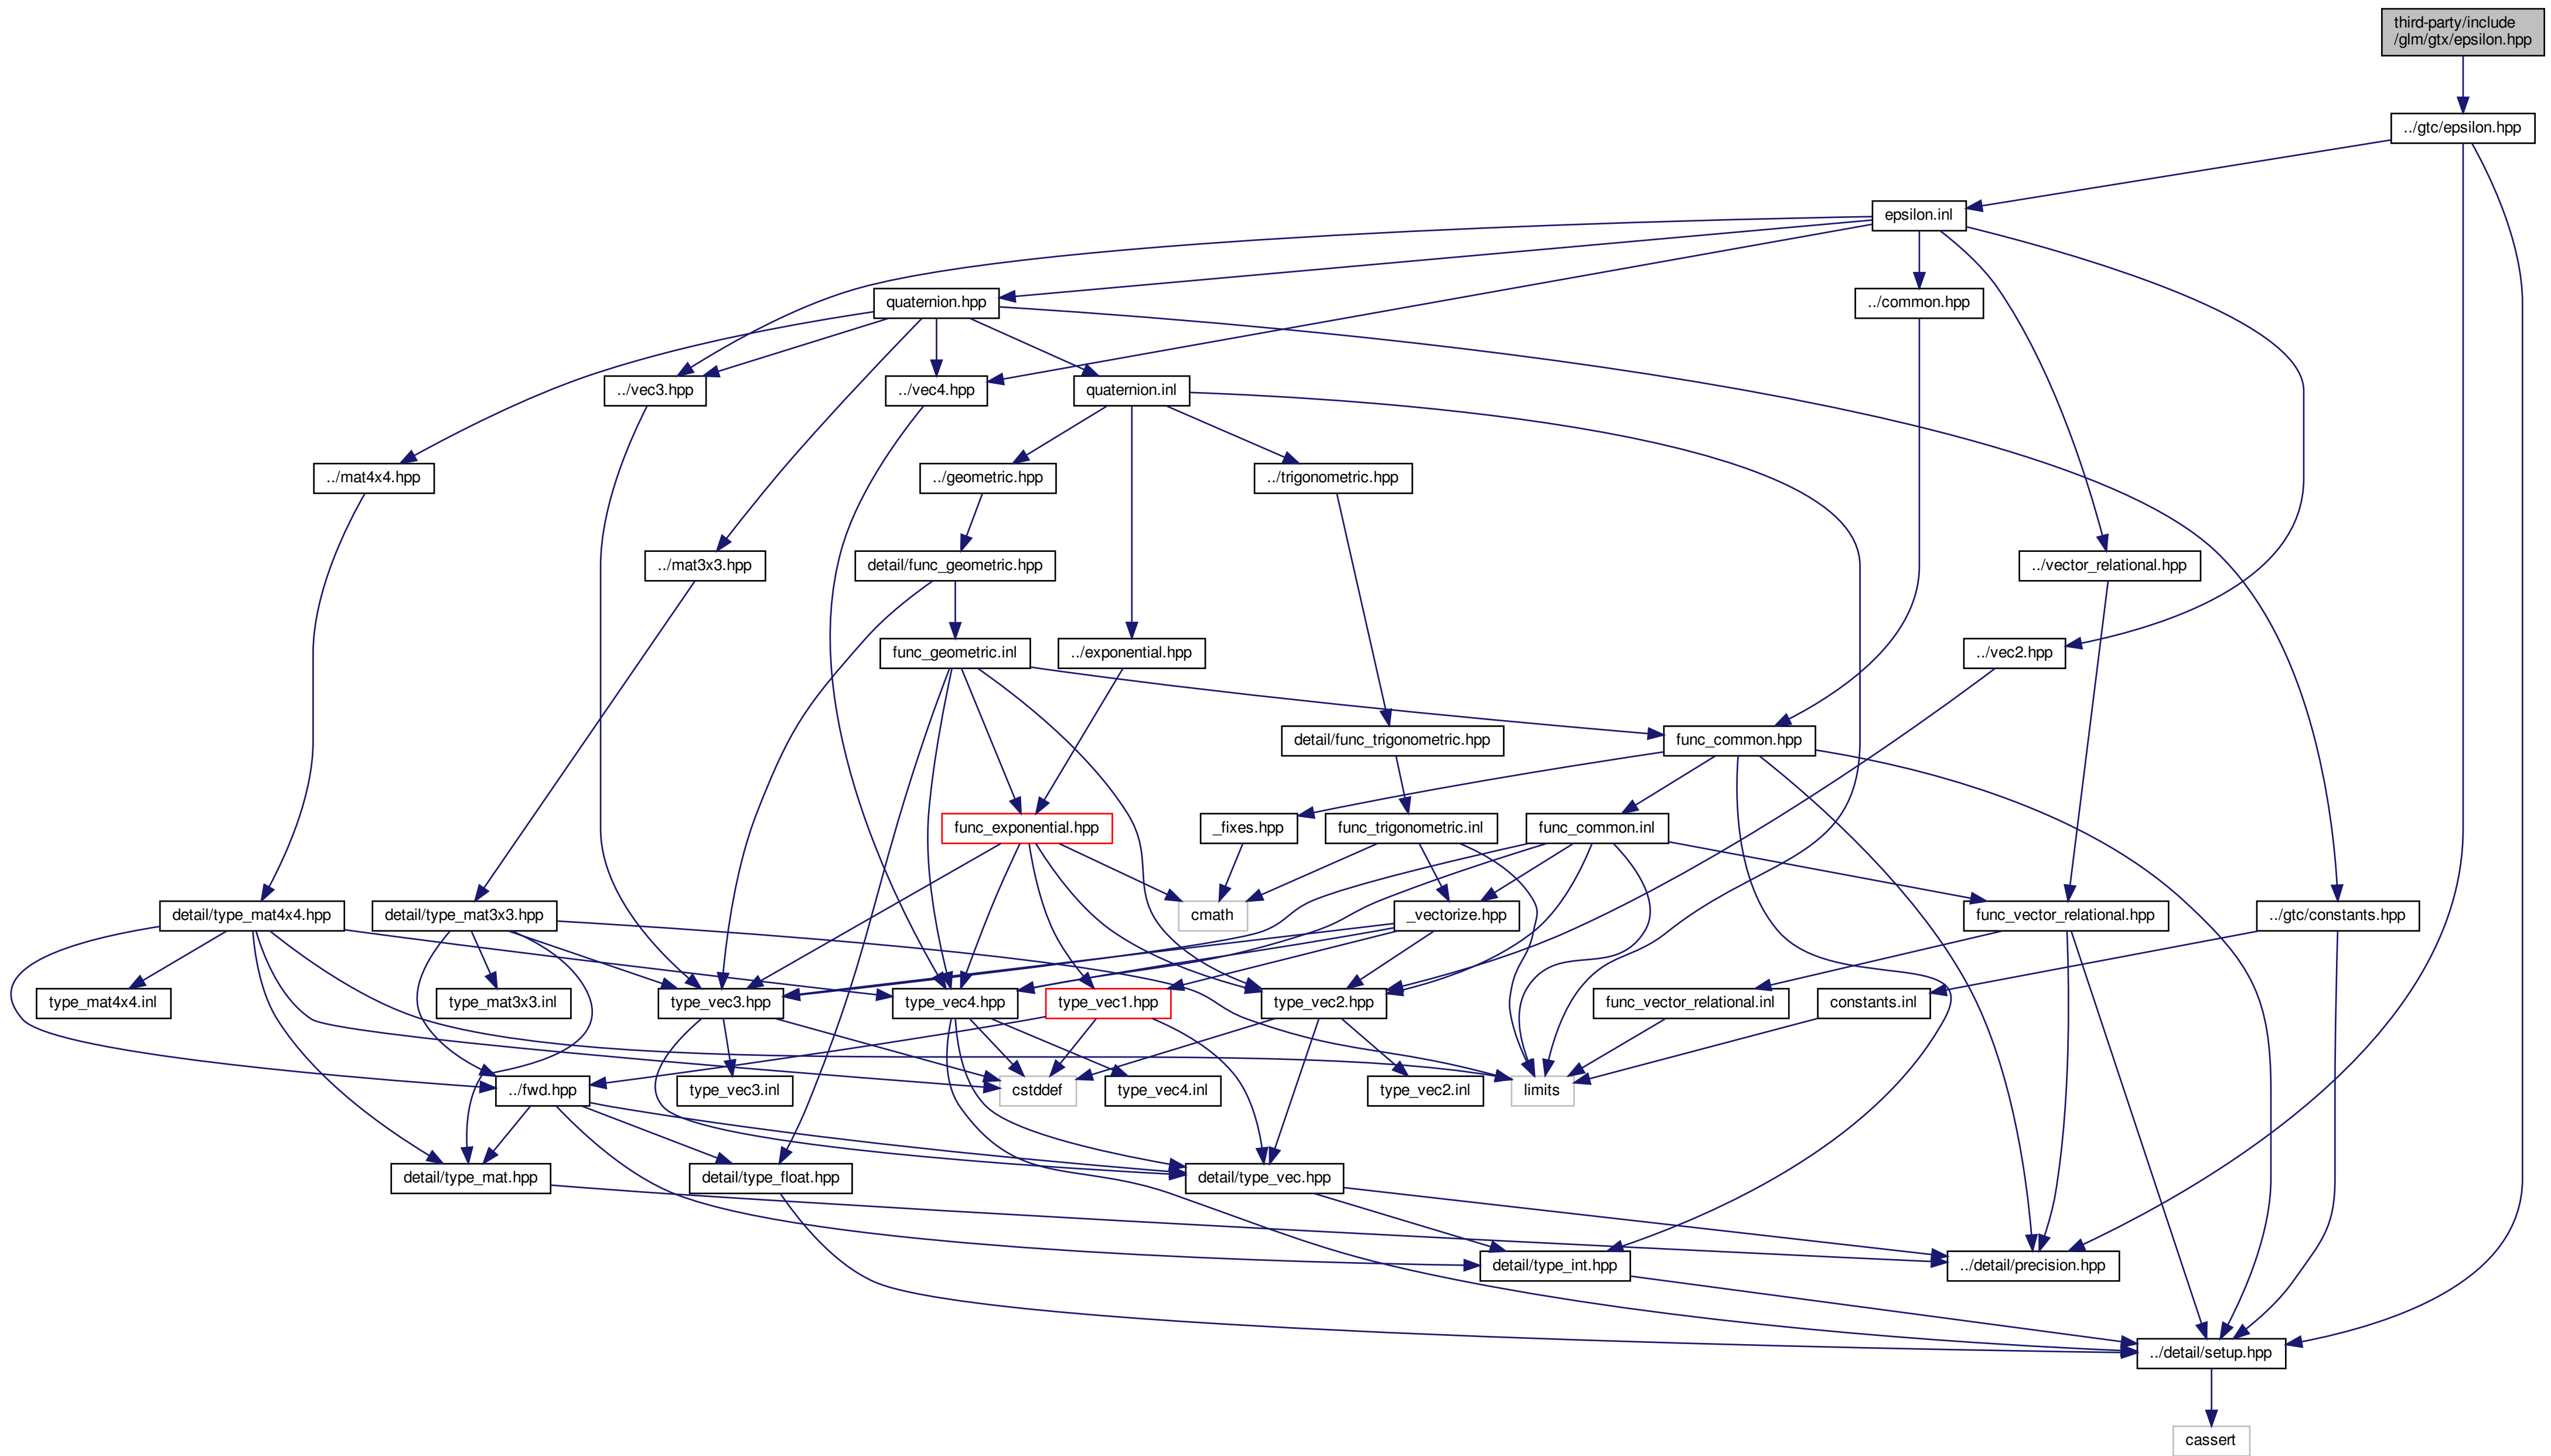 third-party/include
/glm/gtx/epsilon.hpp
../gtc/epsilon.hpp
epsilon.inl
quaternion.hpp
../common.hpp
../vec3.hpp
../vec4.hpp
quaternion.inl
../mat4x4.hpp
../geometric.hpp
../trigonometric.hpp
../mat3x3.hpp
detail/func_geometric.hpp
../vector_relational.hpp
func_geometric.inl
../exponential.hpp
../vec2.hpp
detail/func_trigonometric.hpp
func_common.hpp
func_exponential.hpp
_fixes.hpp
func_trigonometric.inl
func_common.inl
detail/type_mat4x4.hpp
detail/type_mat3x3.hpp
cmath
_vectorize.hpp
func_vector_relational.hpp
../gtc/constants.hpp
type_mat4x4.inl
type_mat3x3.inl
type_vec3.hpp
type_vec4.hpp
type_vec1.hpp
type_vec2.hpp
func_vector_relational.inl
constants.inl
../fwd.hpp
type_vec3.inl
cstddef
type_vec4.inl
type_vec2.inl
limits
detail/type_mat.hpp
detail/type_float.hpp
detail/type_vec.hpp
detail/type_int.hpp
../detail/precision.hpp
../detail/setup.hpp
cassert